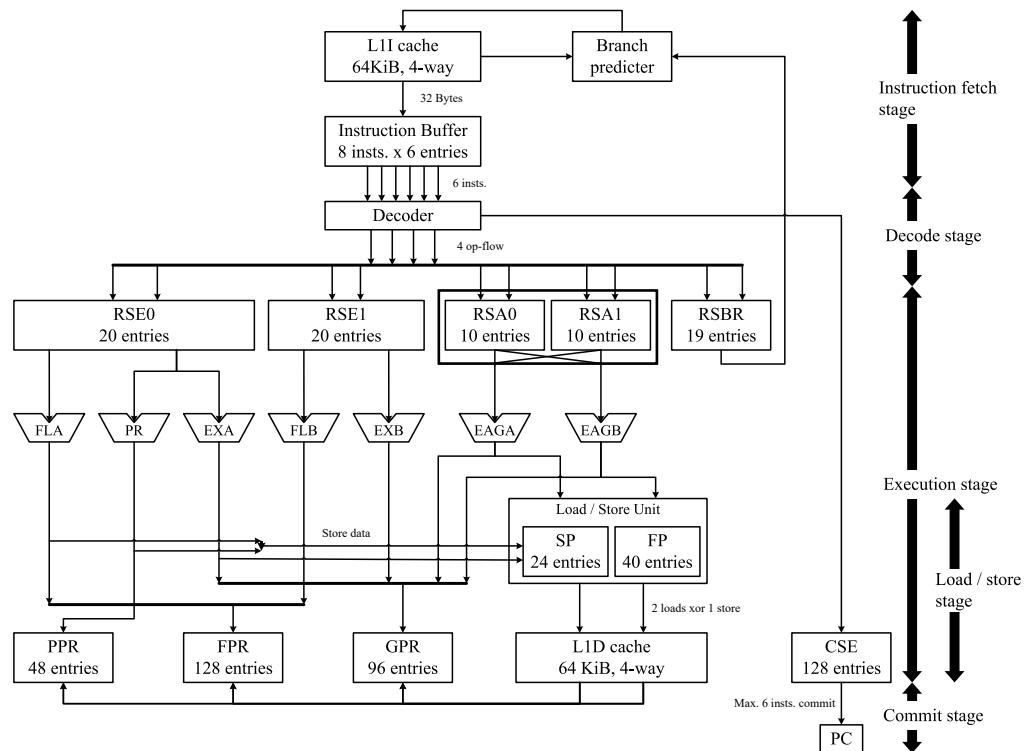 L1I cache
64KiB, 4-way
Branch
predicter
Instruction fetch
stage
32 Bytes
Instruction Buffer
8 insts. x 6 entries
6 insts.
Decoder
Decode stage
4 op-flow
RSE0
20 entries
RSE1
20 entries
RSA0
10 entries
RSA1
10 entries
RSBR
19 entries
FLA
PR
EXA
FLB
EXB
EAGA
EAGB
Execution stage
Load / Store Unit
Store data
SP
24 entries
FP
40 entries
Load / store
stage
2 loads xor 1 store
PPR
48 entries
FPR
128 entries
GPR
96 entries
L1D cache
64 KiB, 4-way
CSE
128 entries
Max. 6 insts. commit
Commit stage
PC